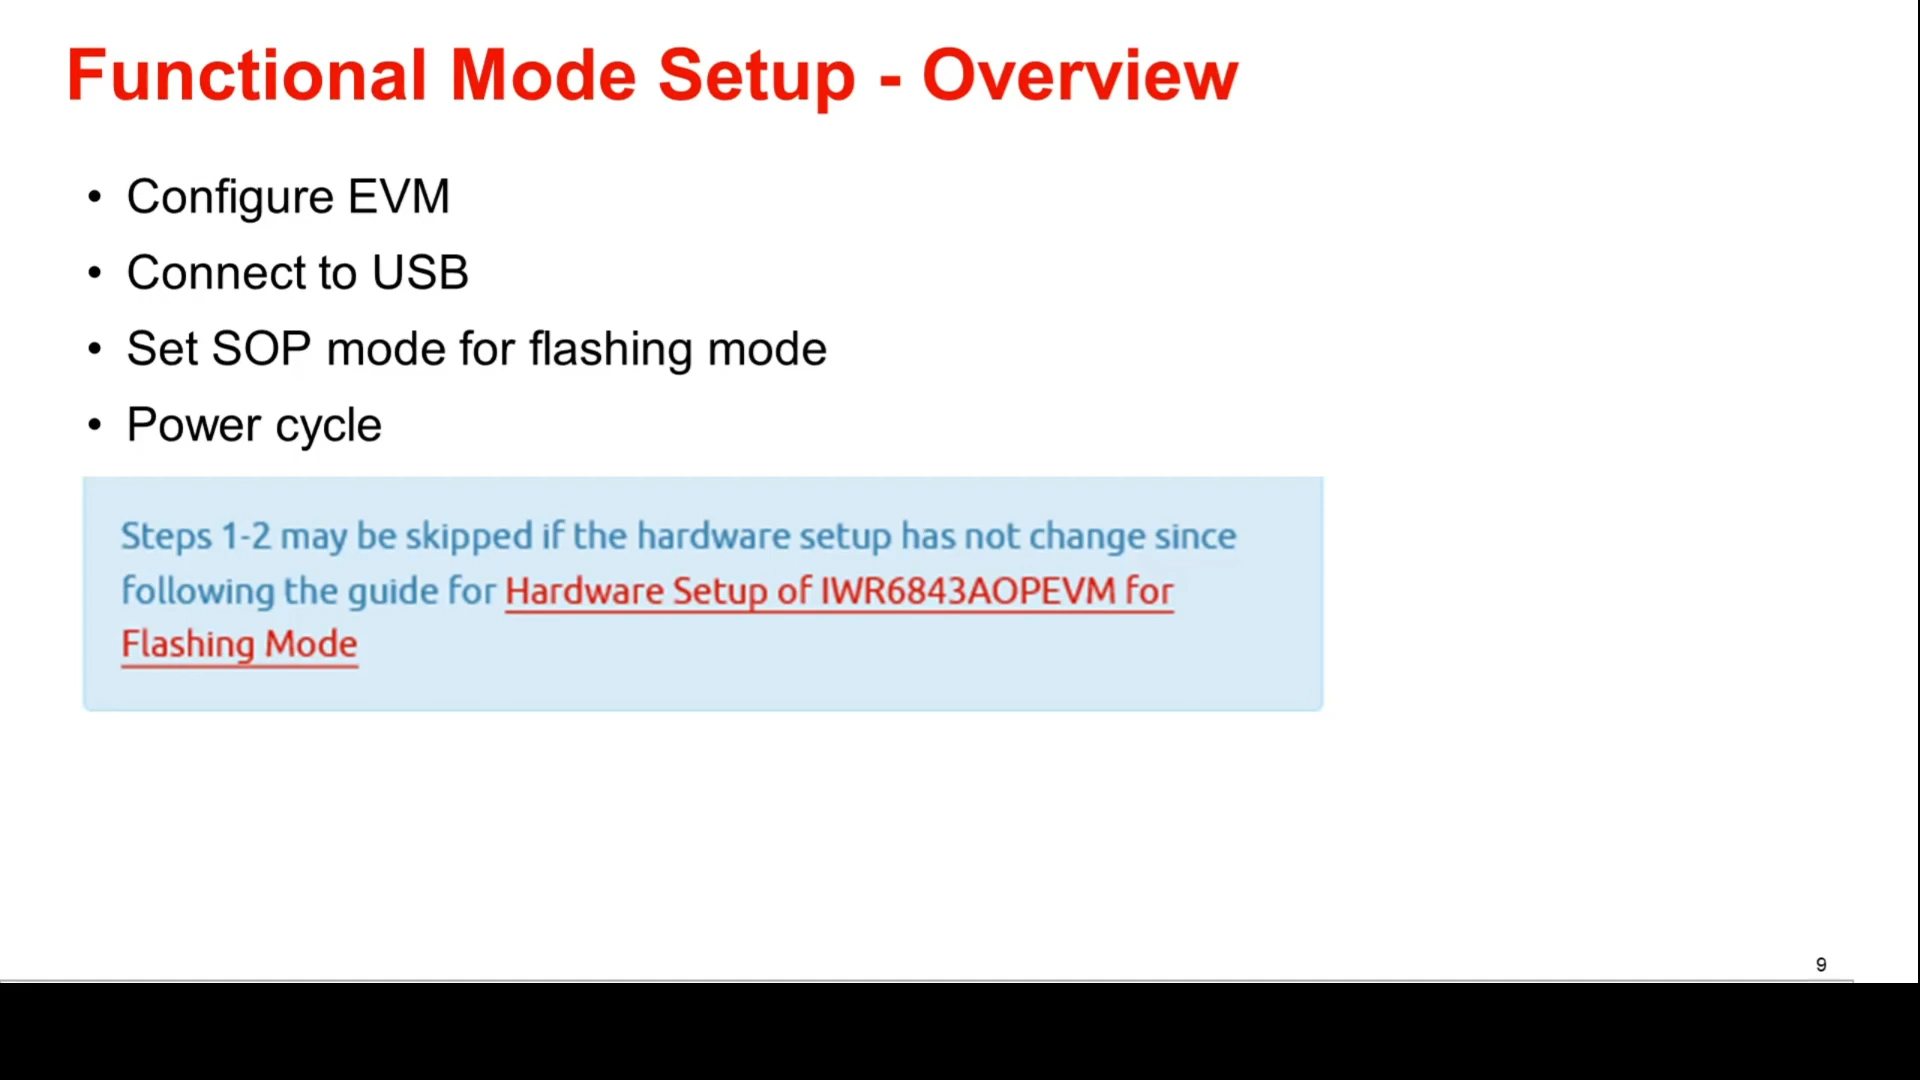 Functional Mode Setup - Overview
• Configure EVM
• Connect to USB
• Set SOP mode for flashing mode
• Power cycle
Steps 1-2 may be skipped if the hardware setup has not change since
following the guide for Hardware Setup of IWR6843AOPEVM for
Flashing Mode
9